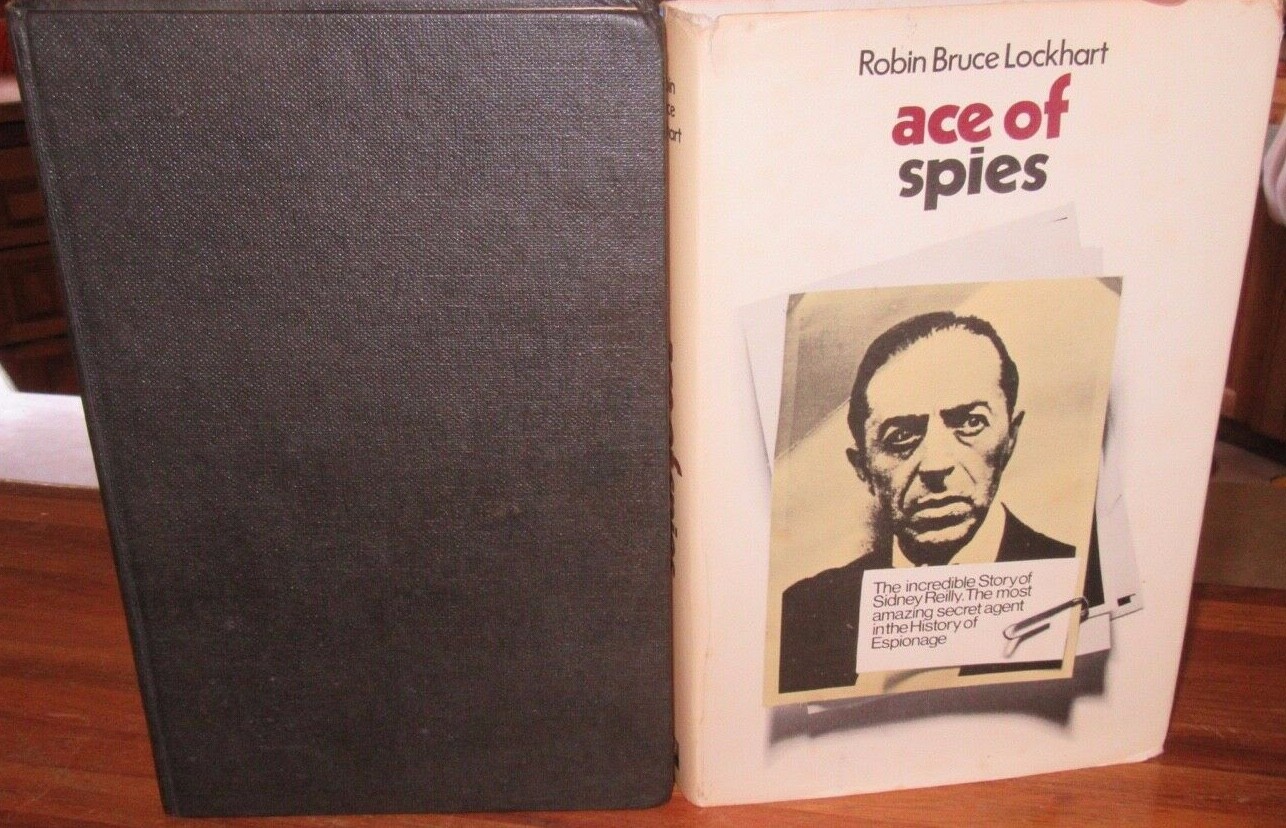 Robin Bruce Lockhart
ace of
spies
The incredible Story of
Sidney Reilly. The most
amazing secret agent
in the History of
Espionage